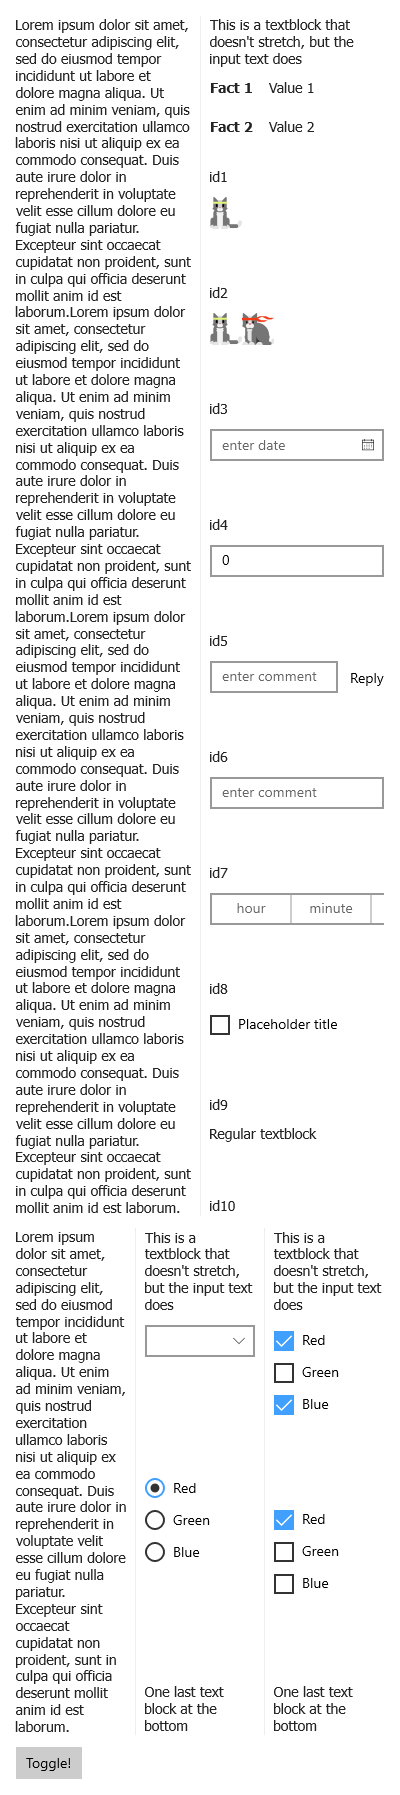 Lorem ipsum dolor sit amet,
consectetur adipiscing elit,
sed do eiusmod tempor
incididunt ut labore et
dolore magna aliqua. Ut
enim ad minim veniam, quis
nostrud exercitation ullamco
laboris nisi ut aliquip ex ea
commodo consequat. Duis
aute irure dolor in
reprehenderit in voluptate
velit esse cillum dolore eu
fugiat nulla pariatur.
Excepteur sint occaecat
cupidatat non proident, sunt
in culpa qui officia deserunt
mollit anim id est
laborum.Lorem ipsum dolor
sit amet, consectetur
adipiscing elit, sed do
eiusmod tempor incididunt
ut labore et dolore magna
aliqua. Ut enim ad minim
veniam, quis nostrud
exercitation ullamco laboris
nisi ut aliquip ex ea
commodo consequat. Duis
aute irure dolor in
reprehenderit in voluptate
velit esse cillum dolore eu
fugiat nulla pariatur.
Excepteur sint occaecat
cupidatat non proident, sunt
in culpa qui officia deserunt
mollit anim id est
laborum.Lorem ipsum dolor
sit amet, consectetur
adipiscing elit, sed do
eiusmod tempor incididunt
ut labore et dolore magna
aliqua. Ut enim ad minim
veniam, quis nostrud
exercitation ullamco laboris
nisi ut aliquip ex ea
commodo consequat. Duis
aute irure dolor in
reprehenderit in voluptate
velit esse cillum dolore eu
fugiat nulla pariatur.
Excepteur sint occaecat
cupidatat non proident, sunt
in culpa qui officia deserunt
mollit anim id est
laborum.Lorem ipsum dolor
sit amet, consectetur
adipiscing elit, sed do
eiusmod tempor incididunt
ut labore et dolore magna
aliqua. Ut enim ad minim
veniam, quis nostrud
exercitation ullamco laboris
nisi ut aliquip ex ea
commodo consequat. Duis
aute irure dolor in
reprehenderit in voluptate
velit esse cillum dolore eu
fugiat nulla pariatur.
Excepteur sint occaecat
cupidatat non proident, sunt
in culpa qui officia deserunt
mollit anim id est laborum.
This is a textblock that
doesn't stretch, but the
input text does
Fact 1 Value 1
Fact 2 Value 2
id1
id2
id3
enter date
id4
0
id5
enter comment Reply
id6
enter comment
id7
hour minute
id8
Placeholder title
id9
Regular textblock
id10
Lorem ipsum
dolor sit amet,
consectetur
adipiscing elit,
sed do eiusmod
tempor incididunt
ut labore et
dolore magna
aliqua. Ut enim
ad minim veniam,
quis nostrud
exercitation
ullamco laboris
nisi ut aliquip ex
ea commodo
consequat. Duis
aute irure dolor in
reprehenderit in
voluptate velit
esse cillum dolore
eu fugiat nulla
pariatur.
Excepteur sint
occaecat
cupidatat non
proident, sunt in
culpa qui officia
deserunt mollit
anim id est
laborum.
This is a
textblock that
doesn't stretch,
but the input text
does
Red
Green
Blue
One last text
block at the
bottom
This is a
textblock that
doesn't stretch,
but the input text
does
Red
Green
Blue
Red
Green
Blue
One last text
block at the
bottom
Toggle!